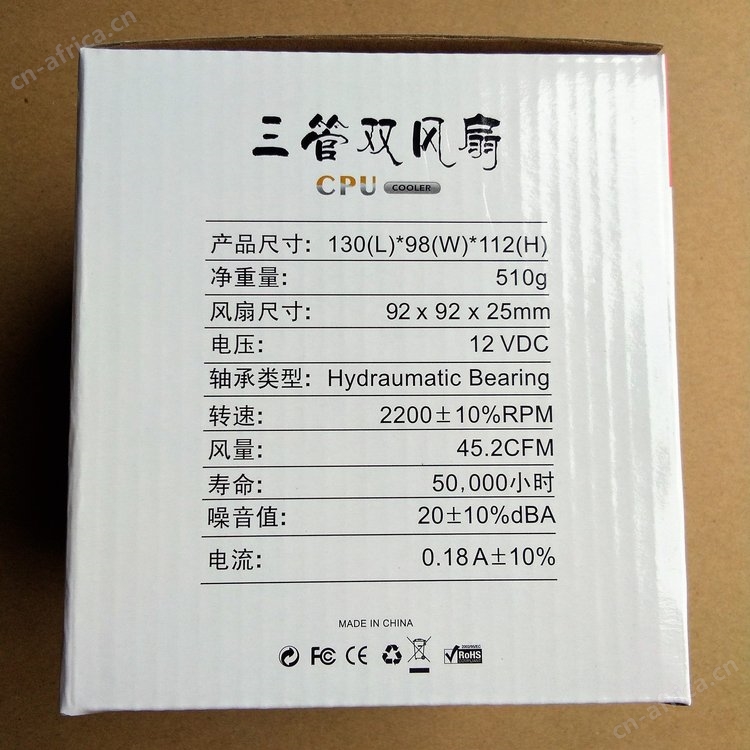 cn-africa.cn
三管双风扇
CPU COOLER
产品尺寸: 130(L)*98(W)*112(H)
净重量: 510g
风扇尺寸: 92 x 92 x 25mm
电压: 12 VDC
轴承类型: Hydraumatic Bearing
转速: 2200±10%RPM
风量: 45.2CFM
寿命: 50,000小时
噪音值: 20±10%dBA
电流: 0.18A±10%
MADE IN CHINA
FC CE RoHS
cn-africa.cn